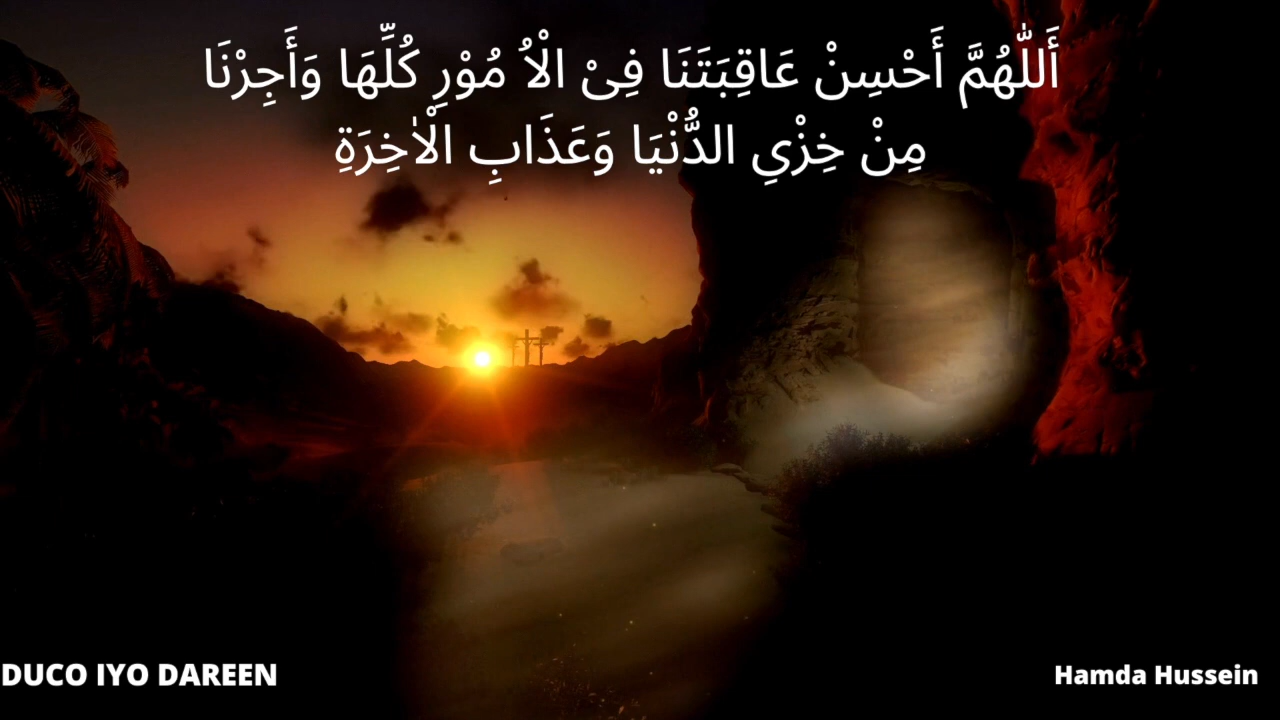 أَللّٰهُمَّ أَحْسِنْ عَاقِبَتَنَا فِىْ الْاُ مُوْرِ كُلِّهَا وَأَجِرْنَا
مِنْ خِزْيِ الدُّنْيَا وَعَذَابِ الْاٰخِرَةِ
DUCO IYO DAREEN
Hamda Hussein